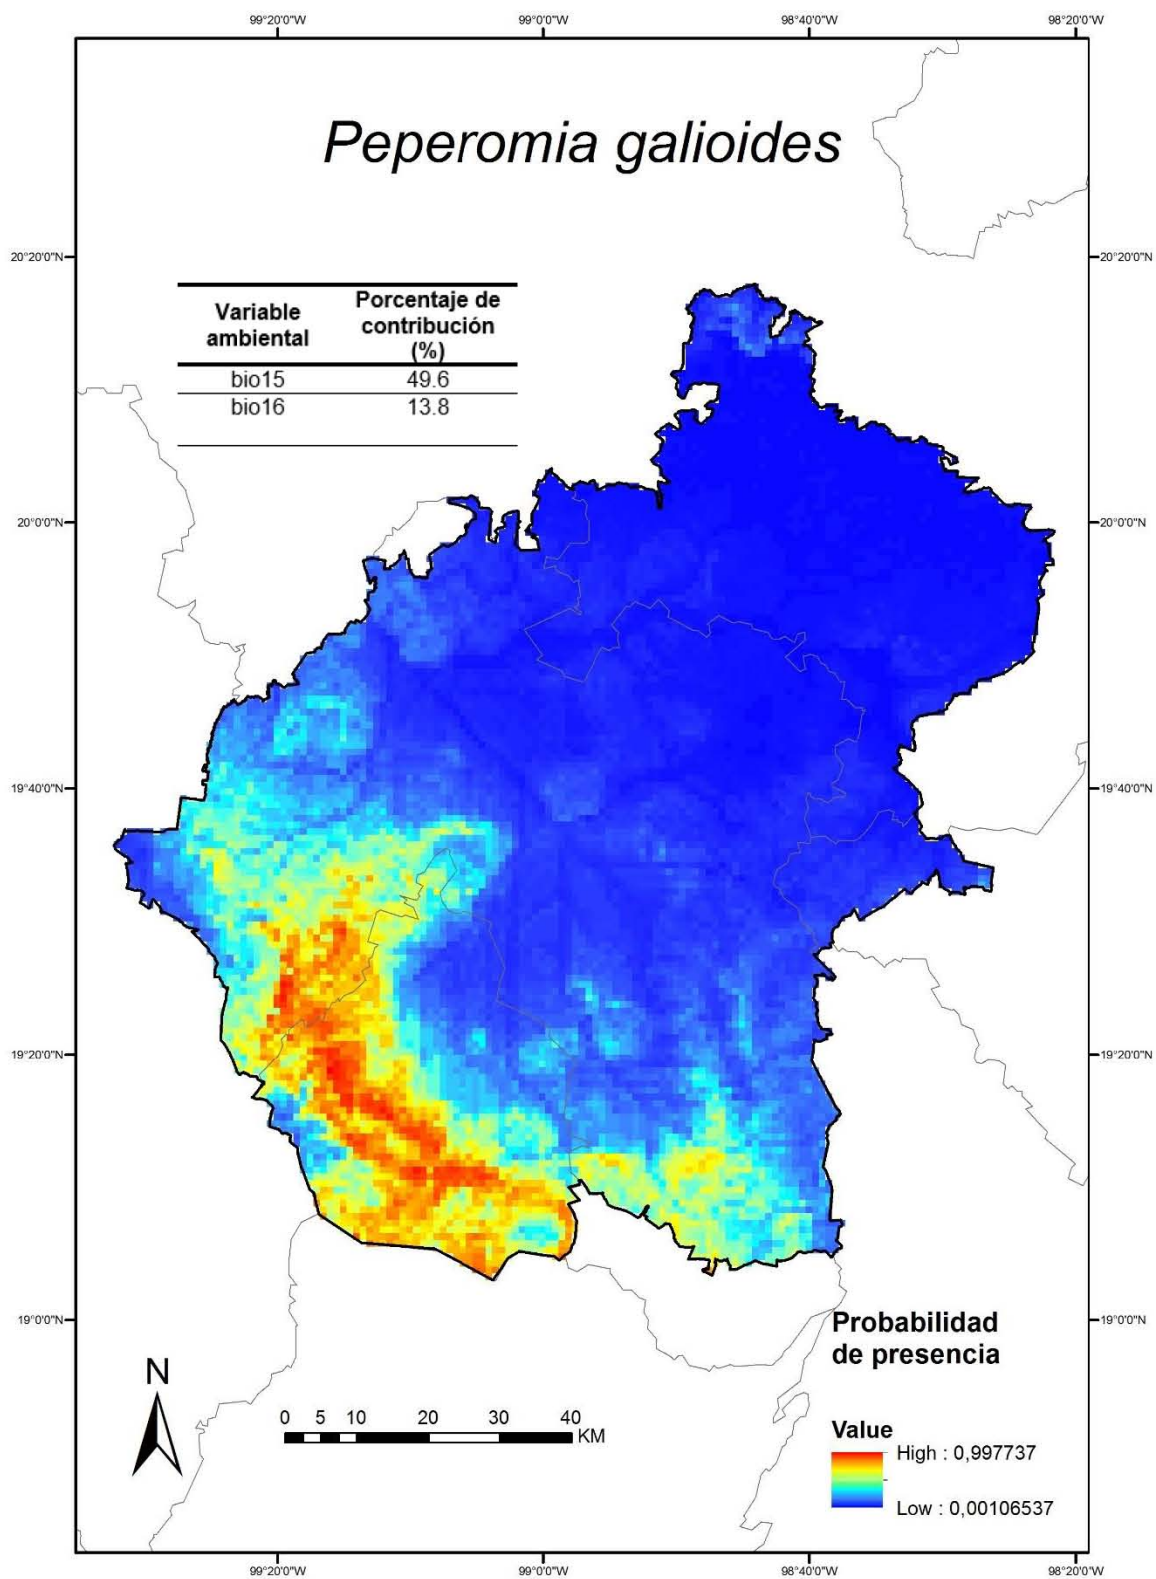 99°20'0"W 99°0'0"W 98°40'0"W 98°20'0"W
Peperomia galioides
20°20'0"N 20°20'0"N
Variable ambiental Porcentaje de contribución (%)
bio15 49.6
bio16 13.8
20°0'0"N 20°0'0"N
19°40'0"N 19°40'0"N
19°20'0"N 19°20'0"N
19°0'0"N 19°0'0"N
Probabilidad
de presencia
N
0 5 10 20 30 40
KM
Value
High : 0,997737
Low : 0,00106537
99°20'0"W 99°0'0"W 98°40'0"W 98°20'0"W